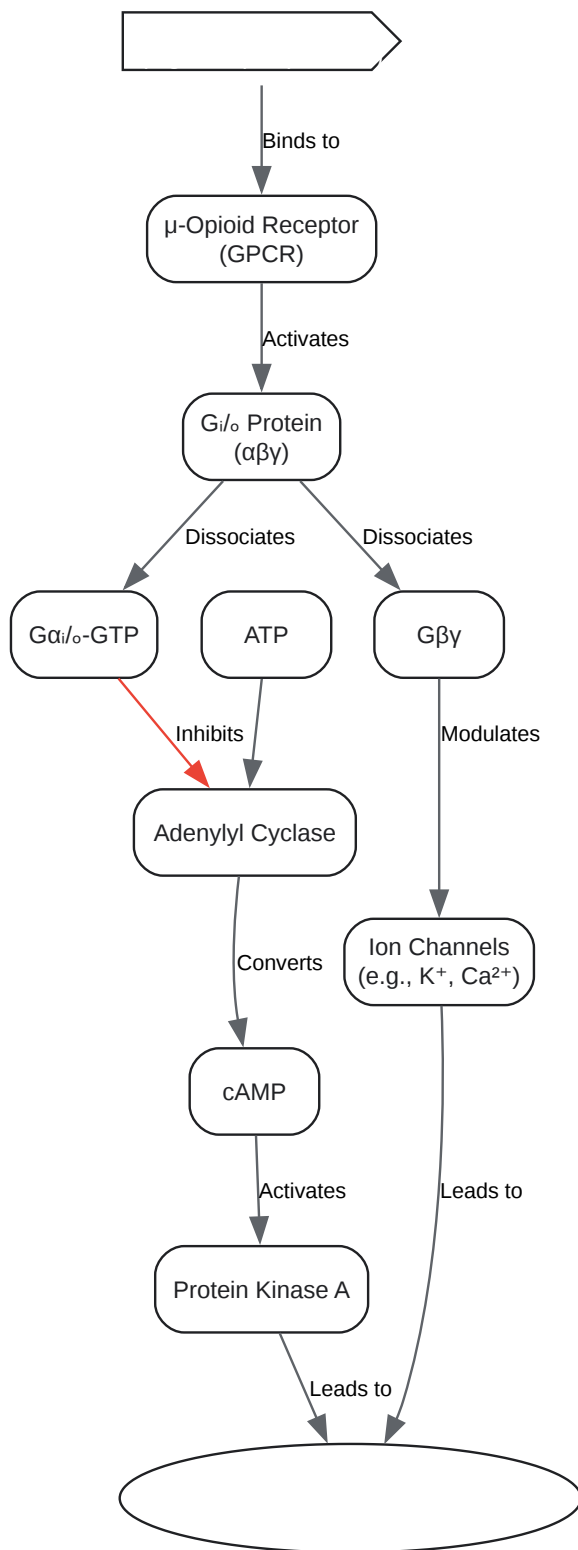 Binds to
μ-Opioid Receptor
(GPCR)
Activates
Gᵢ/ₒ Protein
(αβγ)
Dissociates
Dissociates
Gαᵢ/ₒ-GTP
ATP
Gβγ
Inhibits
Modulates
Adenylyl Cyclase
Ion Channels
(e.g., K⁺, Ca²⁺)
Converts
cAMP
Activates
Leads to
Protein Kinase A
Leads to